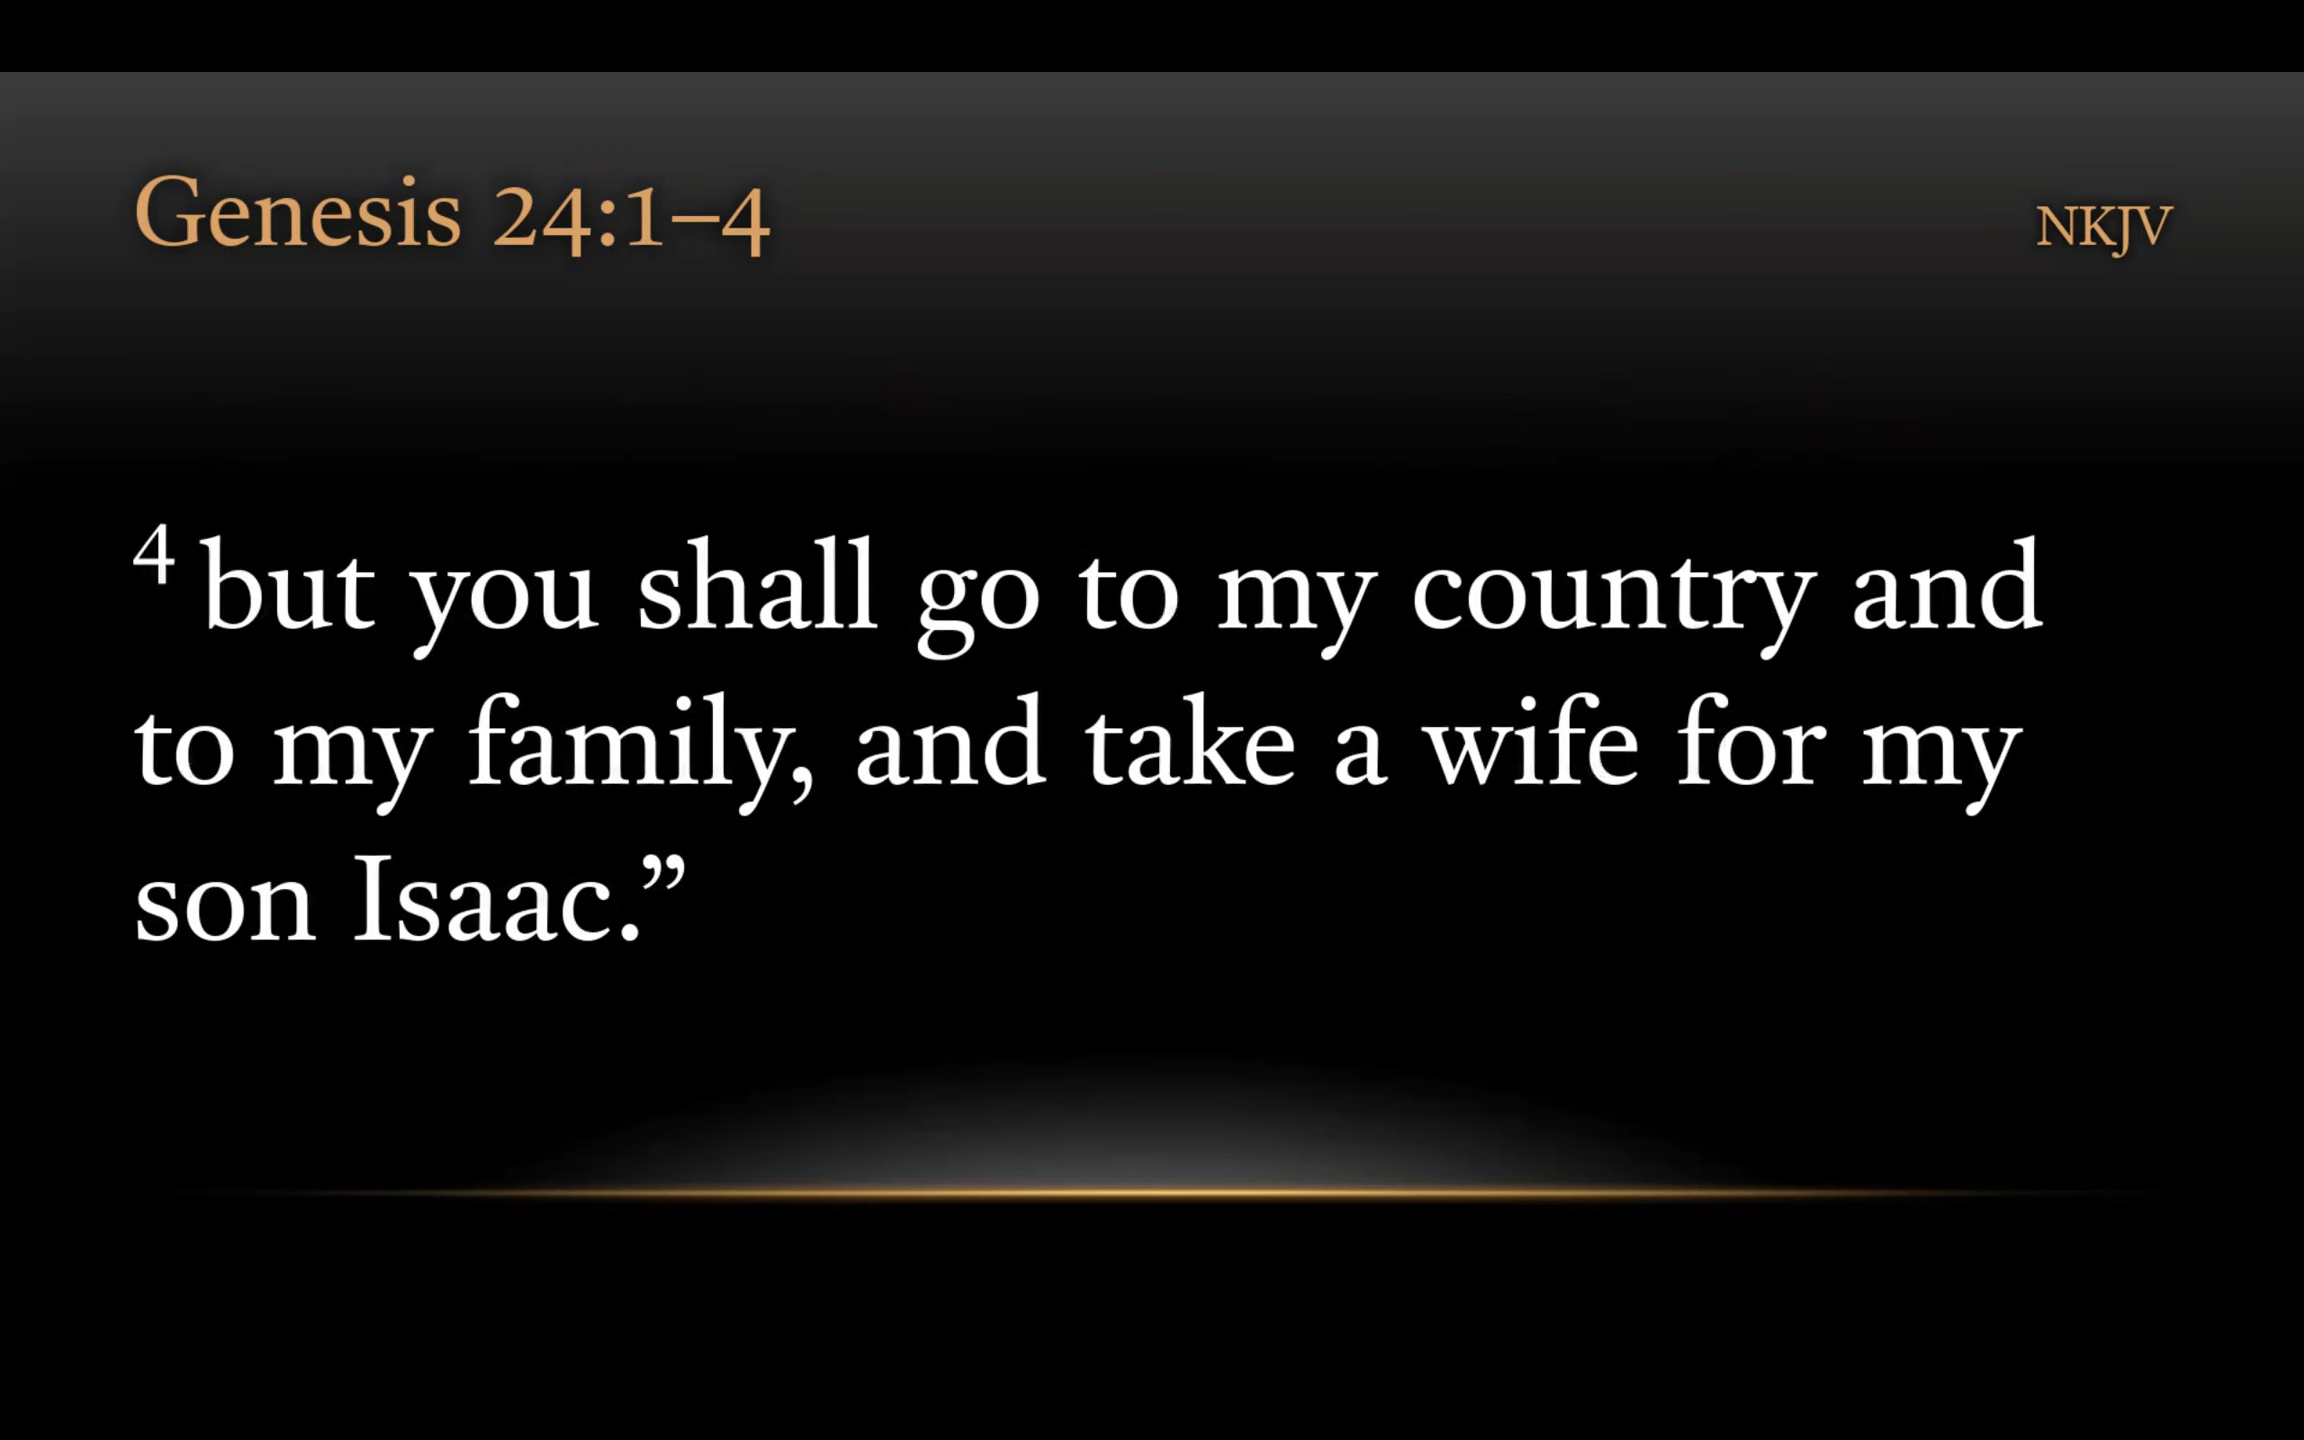 Genesis 24:1–4
NKJV
4 but you shall go to my country and
to my family, and take a wife for my
son Isaac.”